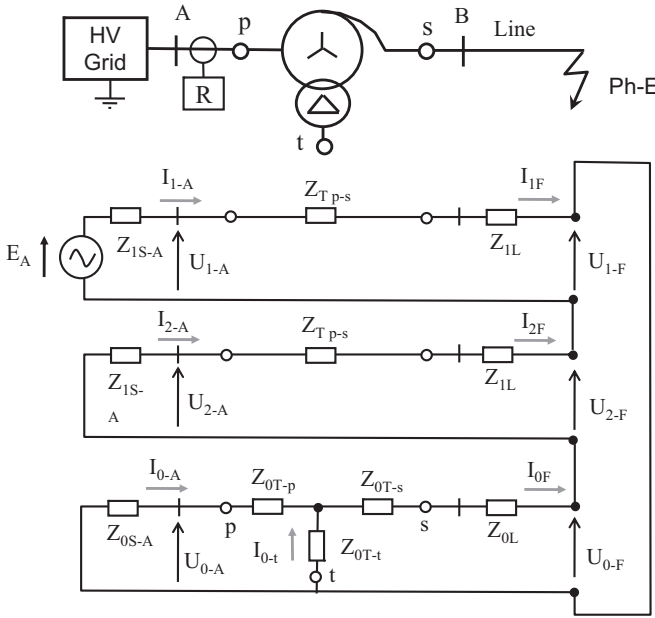 A p s B Line
HV
Grid
R
Ph-E
t
I1-A ZT p-s I1F
EA Z1S-A U1-A Z1L U1-F
I2-A ZT p-s I2F
Z1S-
A
U2-A Z1L U2-F
I0-A Z0T-p Z0T-s I0F
Z0S-A p s Z0L
U0-A I0-t Z0T-t U0-F
t